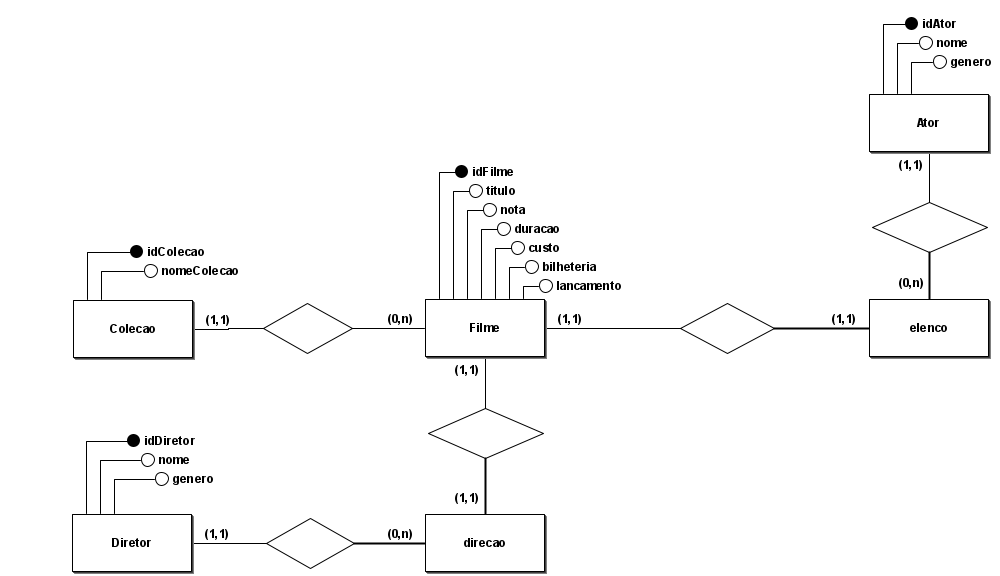 idAtor
nome
genero
Ator
(1,1)
(0,n)
elenco
idFilme
titulo
nota
duracao
custo
bilheteria
lancamento
Filme
idColecao
nomeColecao
Colecao
(1,1)
(0,n)
(1,1)
(1,1)
(1,1)
(1,1)
idDiretor
nome
genero
Diretor
(1,1)
(0,n)
direcao